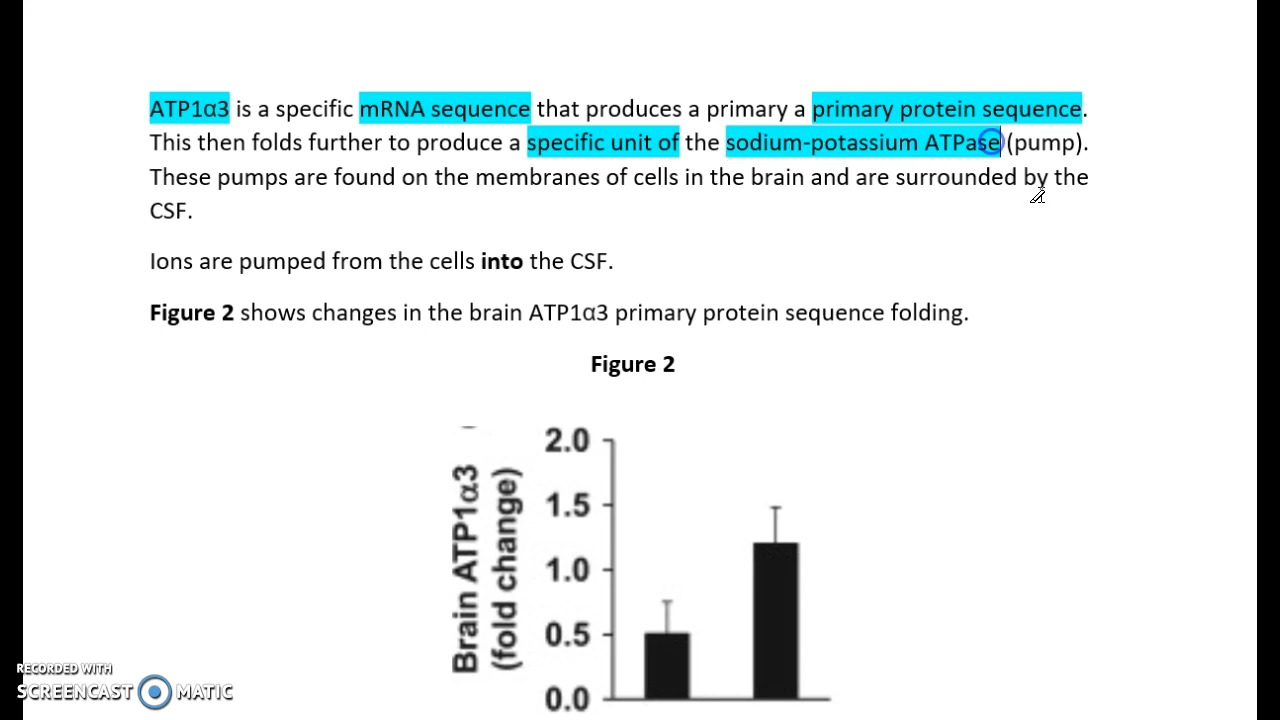 ATP1α3 is a specific mRNA sequence that produces a primary a primary protein sequence.
This then folds further to produce a specific unit of the sodium-potassium ATPase (pump).
These pumps are found on the membranes of cells in the brain and are surrounded by the
CSF.
Ions are pumped from the cells into the CSF.
Figure 2 shows changes in the brain ATP1α3 primary protein sequence folding.
Figure 2
Brain ATP1α3
(fold change)
2.0
1.5
1.0
0.5
0.0
RECORDED WITH
SCREENCAST MATIC